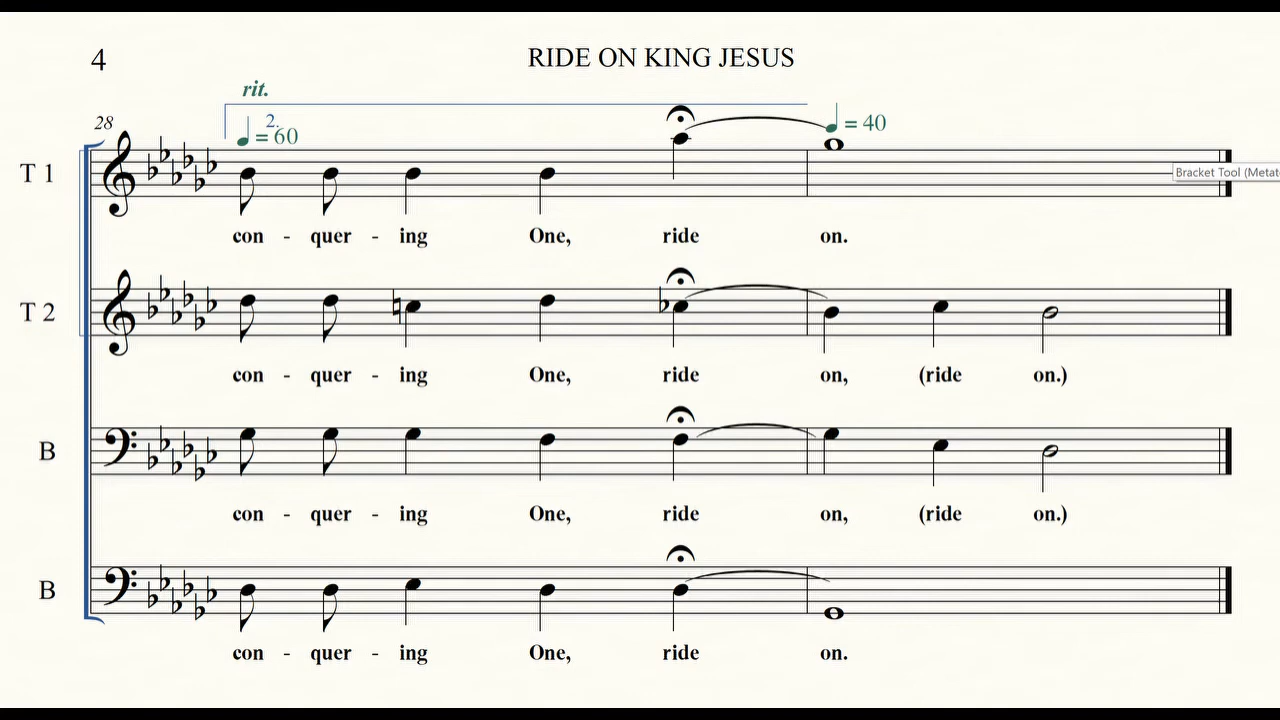 4
RIDE ON KING JESUS
rit.
28
2.
= 60
= 40
T 1
Bracket Tool (Metato
con - quer - ing One, ride on.
T 2
con - quer - ing One, ride on, (ride on.)
B
con - quer - ing One, ride on, (ride on.)
B
con - quer - ing One, ride on.